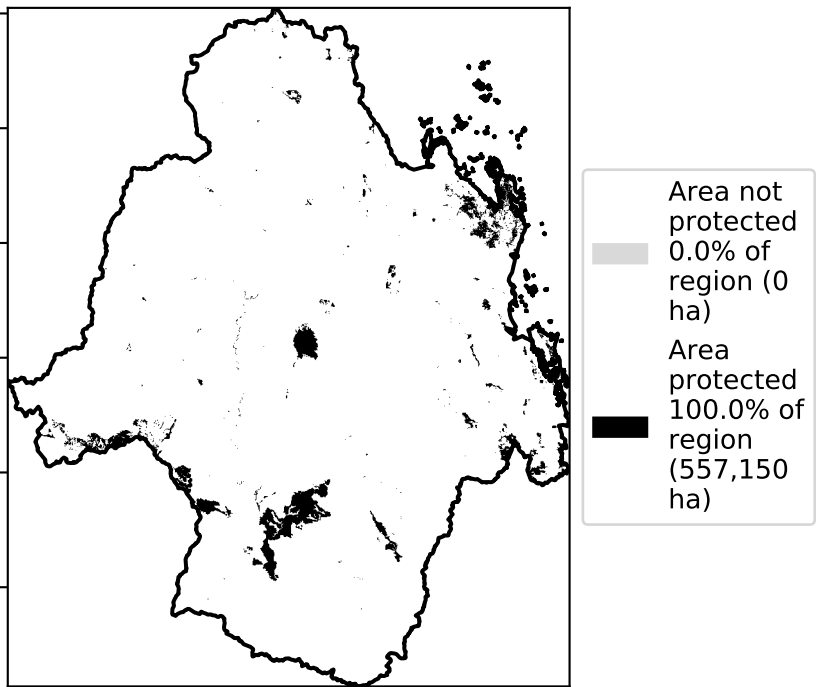 Area not
protected
0.0% of
region (0
ha)
Area
protected
100.0% of
region
(557,150
ha)